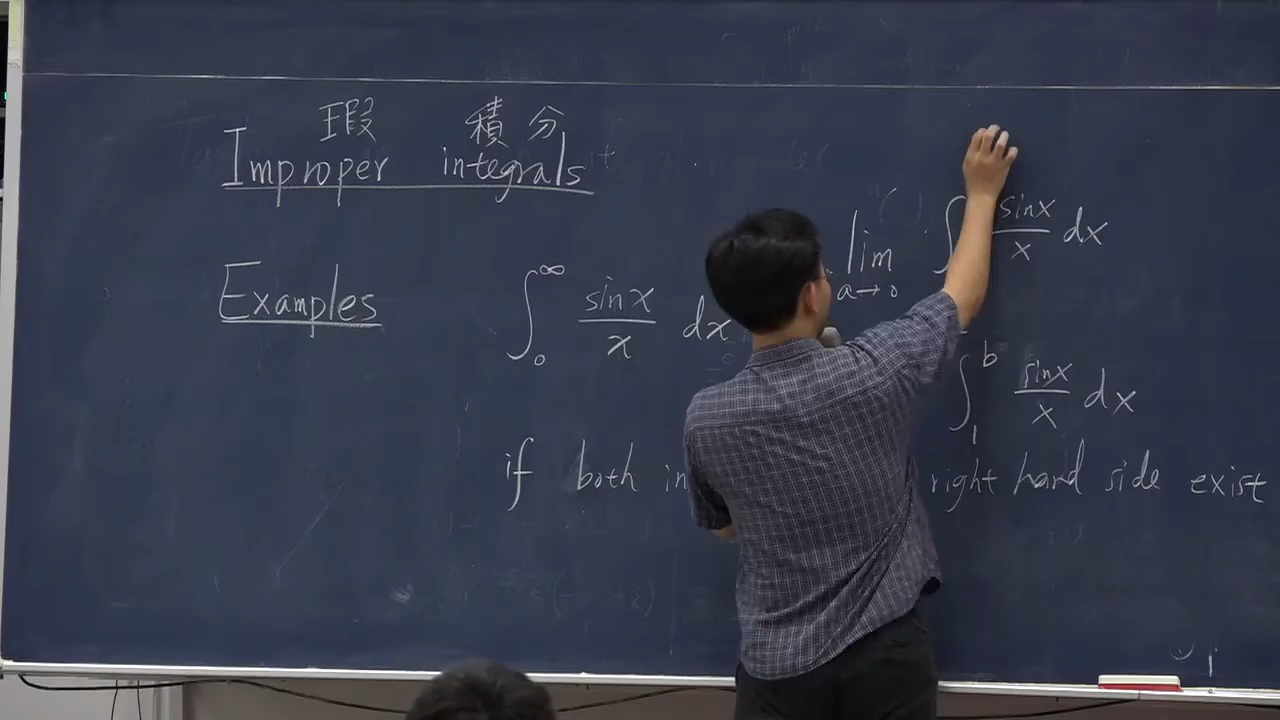 瑕 積分
Improper integrals
lim ∫ sinx/x dx
a→0
Examples ∫₀^∞ sinx/x dx
∫₁^b sinx/x dx
if both in right hand side exist